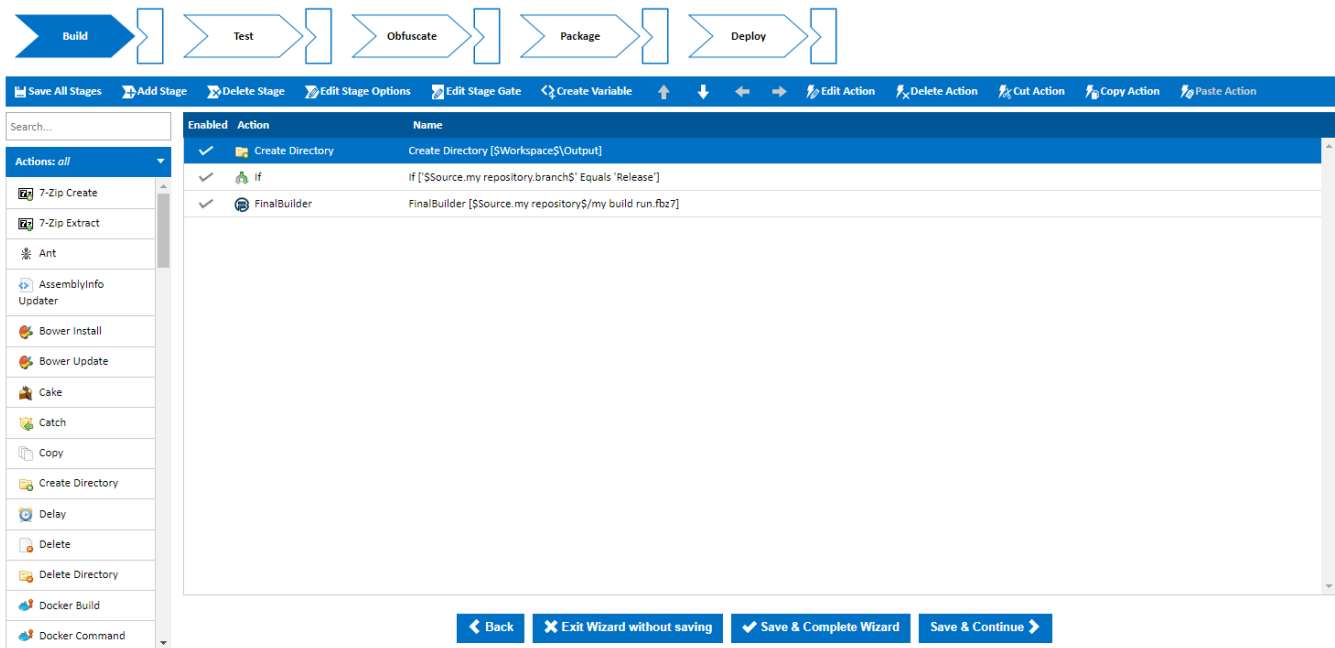 Build
Test
Obfuscate
Package
Deploy
Save All Stages Add Stage Delete Stage Edit Stage Options Edit Stage Gate Create Variable Edit Action Delete Action Cut Action Copy Action Paste Action
Search...
Actions: all
7-Zip Create
7-Zip Extract
Ant
AssemblyInfo
Updater
Bower Install
Bower Update
Cake
Catch
Copy
Create Directory
Delay
Delete
Delete Directory
Docker Build
Docker Command
Enabled Action Name
Create Directory Create Directory [$Workspace$\Output]
If If ['$Source.my repository.branch$' Equals 'Release']
FinalBuilder FinalBuilder [$Source.my repository$/my build run.fbz7]
Back Exit Wizard without saving Save & Complete Wizard Save & Continue